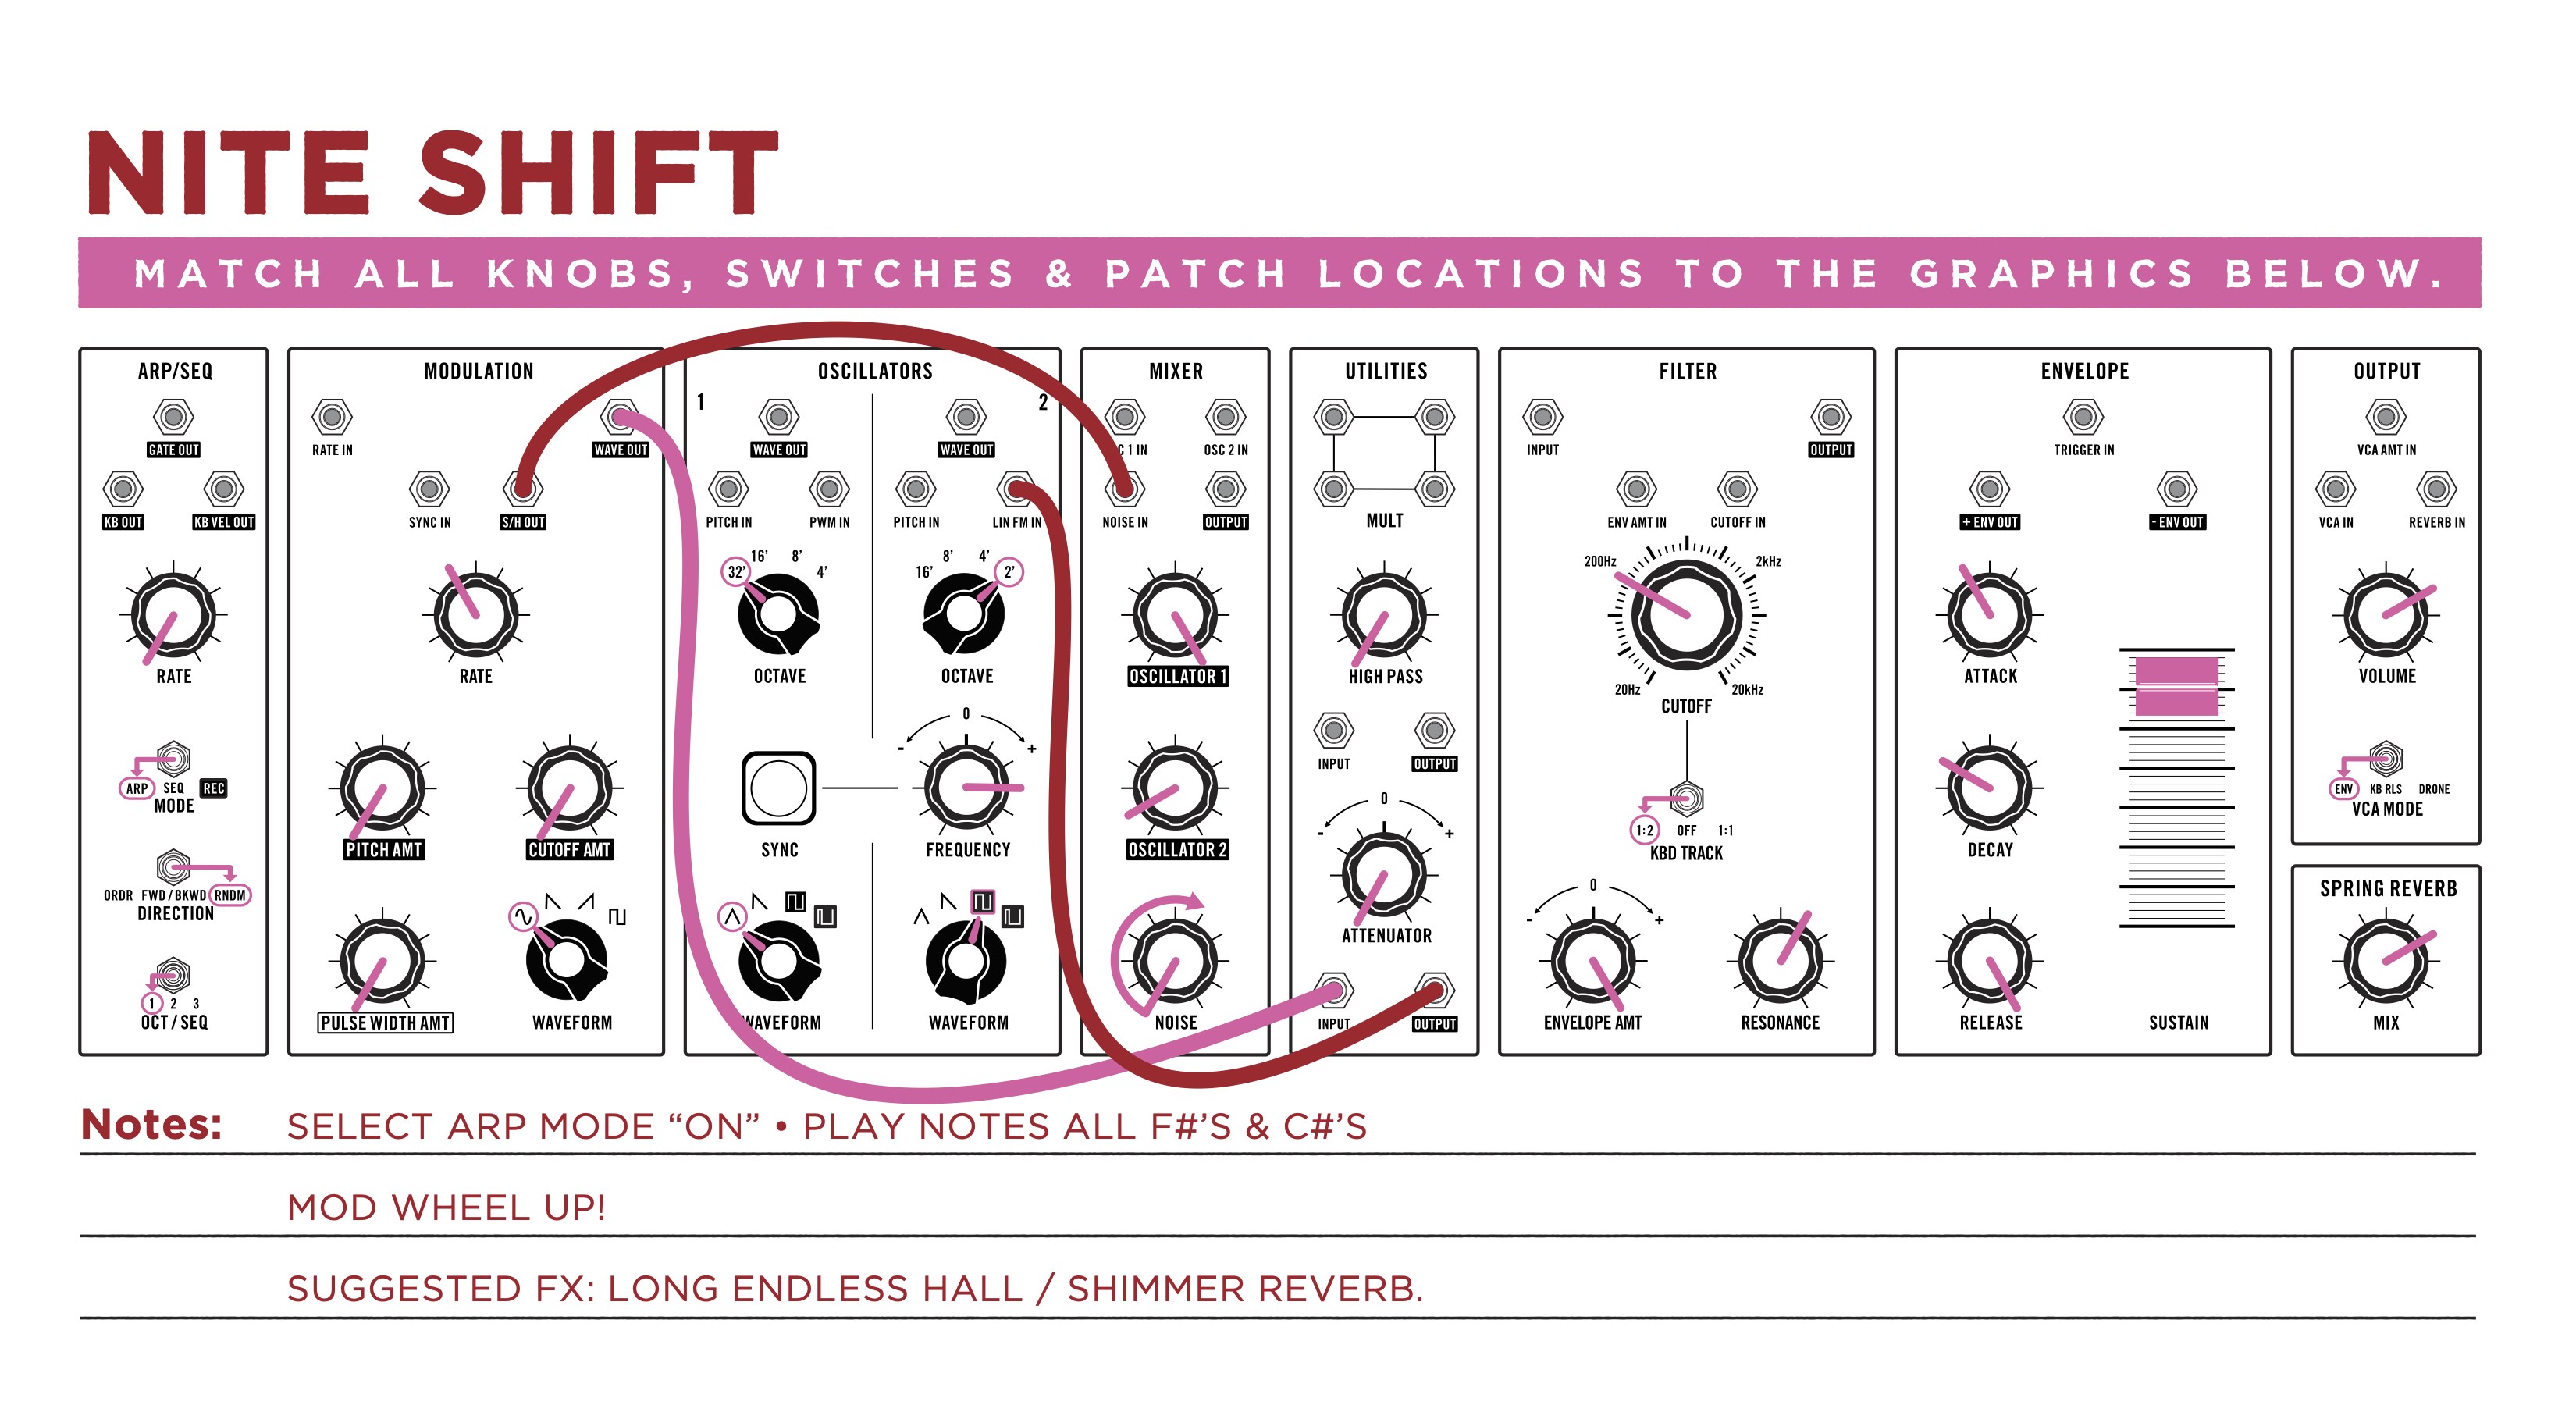 NITE SHIFT
MATCH ALL KNOBS, SWITCHES & PATCH LOCATIONS TO THE GRAPHICS BELOW.
ARP/SEQ
GATE OUT
KB OUT KB VEL OUT
RATE
ARP SEQ REC
MODE
ORDR FWD/BKWD RNDM
DIRECTION
1 2 3
OCT/SEQ
MODULATION
RATE IN WAVE OUT
SYNC IN S/H OUT
RATE
PITCH AMT CUTOFF AMT
PULSE WIDTH AMT WAVEFORM
OSCILLATORS
1 2
WAVE OUT WAVE OUT
PITCH IN PWM IN PITCH IN LIN FM IN
32' 16' 8' 4' 16' 8' 4' 2'
OCTAVE OCTAVE
0
- +
SYNC FREQUENCY
WAVEFORM WAVEFORM
MIXER
C 1 IN OSC 2 IN
NOISE IN OUTPUT
OSCILLATOR 1
OSCILLATOR 2
NOISE
UTILITIES
MULT
HIGH PASS
INPUT OUTPUT
0
- +
ATTENUATOR
INPUT OUTPUT
FILTER
INPUT OUTPUT
ENV AMT IN CUTOFF IN
200Hz 2kHz
20Hz 20kHz
CUTOFF
1:2 OFF 1:1
KBD TRACK
0
- +
ENVELOPE AMT RESONANCE
ENVELOPE
TRIGGER IN
+ ENV OUT - ENV OUT
ATTACK
DECAY
RELEASE SUSTAIN
OUTPUT
VCA AMT IN
VCA IN REVERB IN
VOLUME
ENV KB RLS DRONE
VCA MODE
SPRING REVERB
MIX
Notes: SELECT ARP MODE “ON” • PLAY NOTES ALL F#'S & C#'S
MOD WHEEL UP!
SUGGESTED FX: LONG ENDLESS HALL / SHIMMER REVERB.